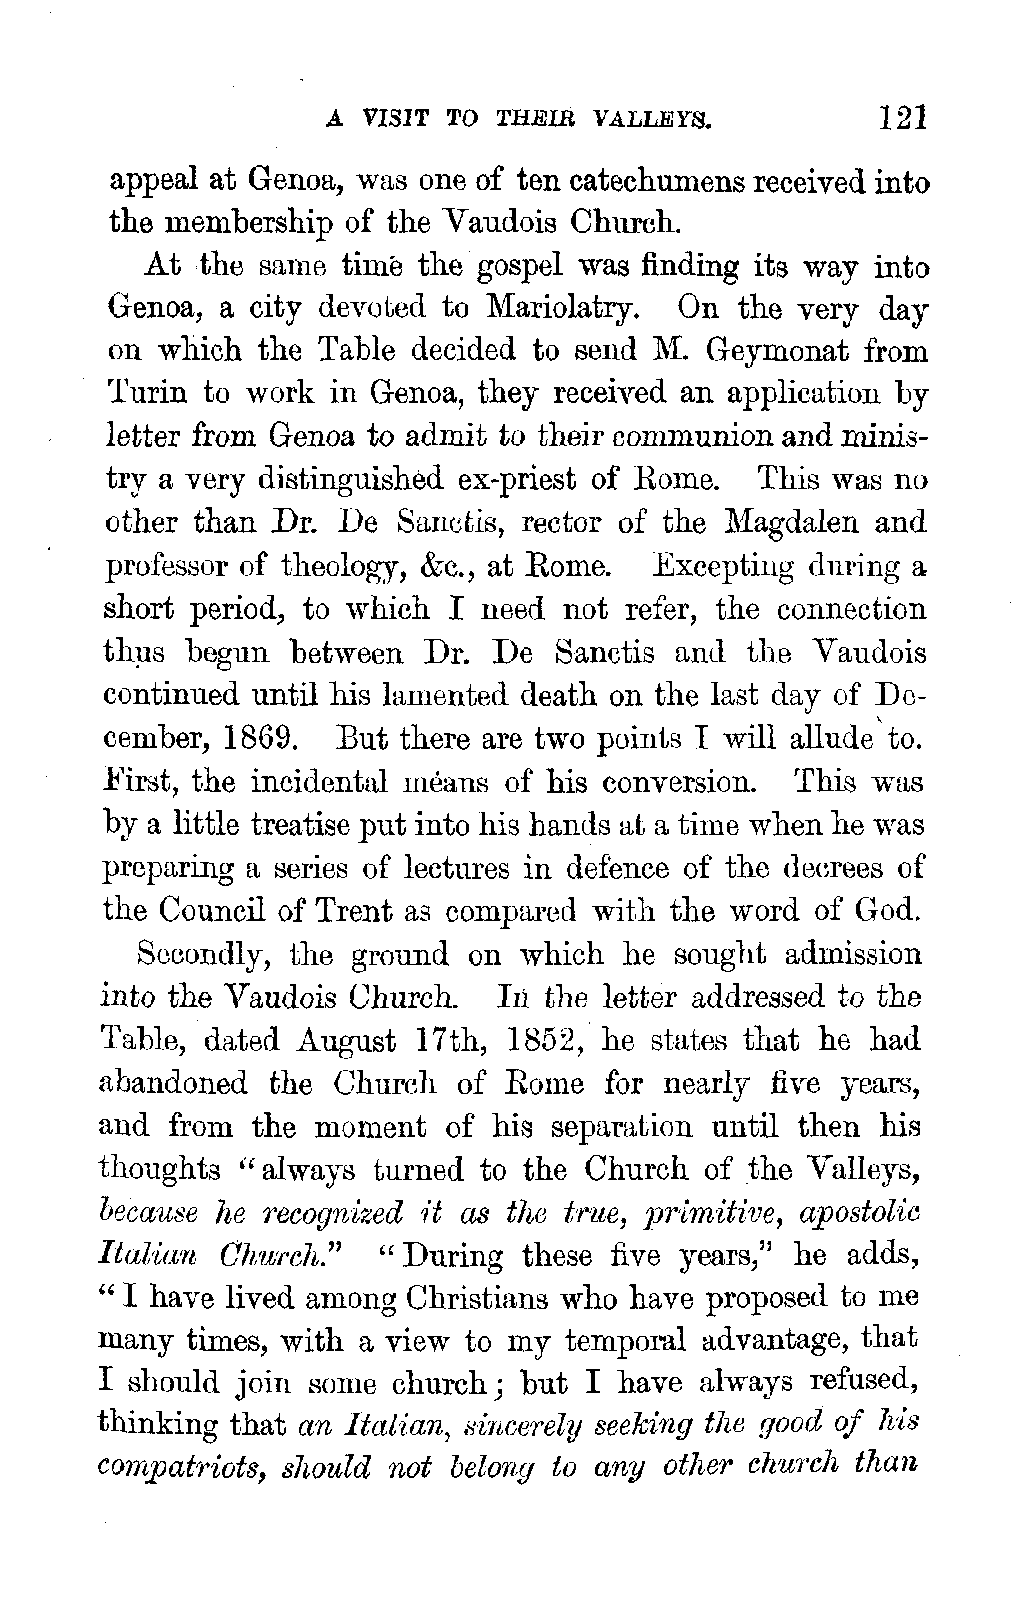 A VISIT TO THEIR VALLEYS. 121
appeal at Genoa, was one of ten catechumens received into
the membership of the Vaudois Church.
At the same time the gospel was finding its way into
Genoa, a city devoted to Mariolatry. On the very day
on which the Table decided to send M. Geymonat from
Turin to work in Genoa, they received an application by
letter from Genoa to admit to their communion and minis-
try a very distinguished ex-priest of Rome. This was no
other than Dr. De Sanctis, rector of the Magdalen and
professor of theology, &c., at Rome. Excepting during a
short period, to which I need not refer, the connection
thus begun between Dr. De Sanctis and the Vaudois
continued until his lamented death on the last day of De-
cember, 1869. But there are two points I will allude to.
First, the incidental means of his conversion. This was
by a little treatise put into his hands at a time when he was
preparing a series of lectures in defence of the decrees of
the Council of Trent as compared with the word of God.
Secondly, the ground on which he sought admission
into the Vaudois Church. In the letter addressed to the
Table, dated August 17th, 1852, he states that he had
abandoned the Church of Rome for nearly five years,
and from the moment of his separation until then his
thoughts "always turned to the Church of the Valleys,
because he recognized it as the true, primitive, apostolic
Italian Church." "During these five years," he adds,
"I have lived among Christians who have proposed to me
many times, with a view to my temporal advantage, that
I should join some church; but I have always refused,
thinking that an Italian, sincerely seeking the good of his
compatriots, should not belong to any other church than